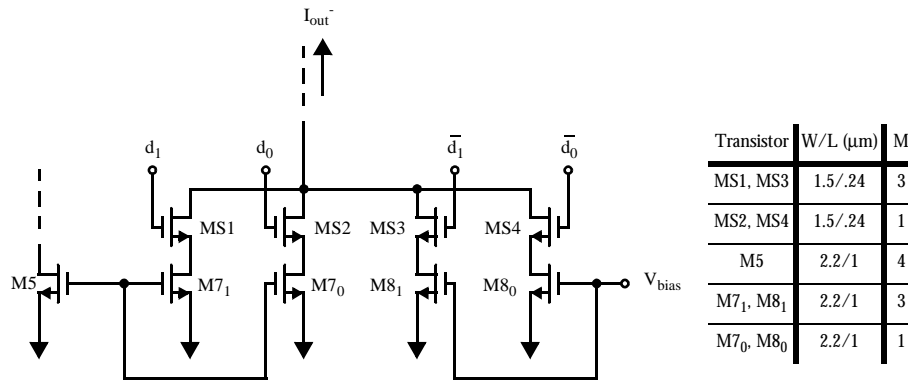 I_out^-
d_1
d_0
d̅_1
d̅_0
MS1
MS2
MS3
MS4
M5
M7_1
M7_0
M8_1
M8_0
V_bias
Transistor W/L (μm) M
MS1, MS3 1.5/.24 3
MS2, MS4 1.5/.24 1
M5 2.2/1 4
M7_1, M8_1 2.2/1 3
M7_0, M8_0 2.2/1 1